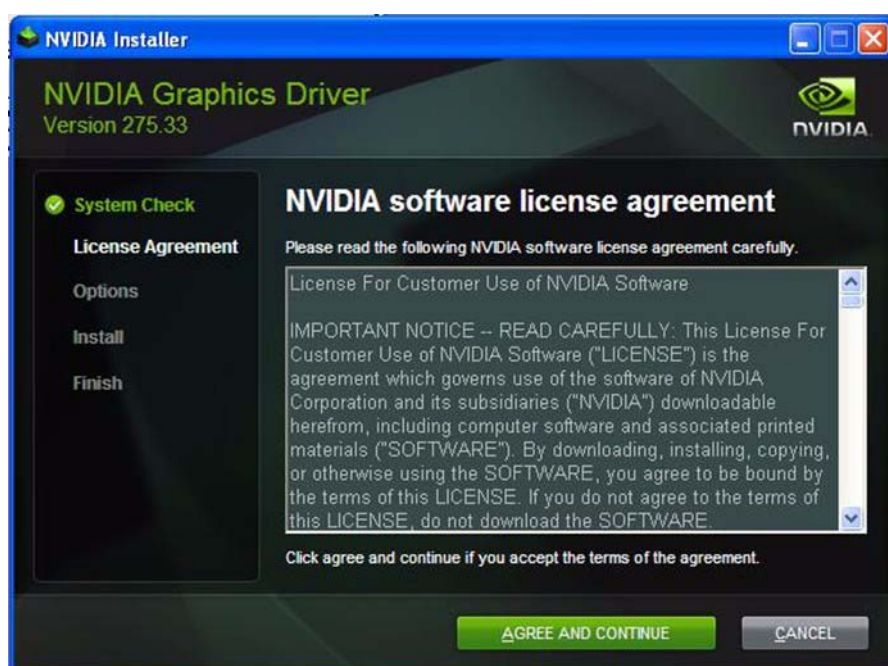 NVIDIA Installer
NVIDIA Graphics Driver
Version 275.33
NVIDIA.
System Check
License Agreement
Options
Install
Finish
NVIDIA software license agreement
Please read the following NVIDIA software license agreement carefully.
License For Customer Use of NVIDIA Software
IMPORTANT NOTICE -- READ CAREFULLY: This License For
Customer Use of NVIDIA Software ("LICENSE") is the
agreement which governs use of the software of NVIDIA
Corporation and its subsidiaries ("NVIDIA") downloadable
herefrom, including computer software and associated printed
materials ("SOFTWARE"). By downloading, installing, copying,
or otherwise using the SOFTWARE, you agree to be bound by
the terms of this LICENSE. If you do not agree to the terms of
this LICENSE, do not download the SOFTWARE.
Click agree and continue if you accept the terms of the agreement.
AGREE AND CONTINUE
CANCEL